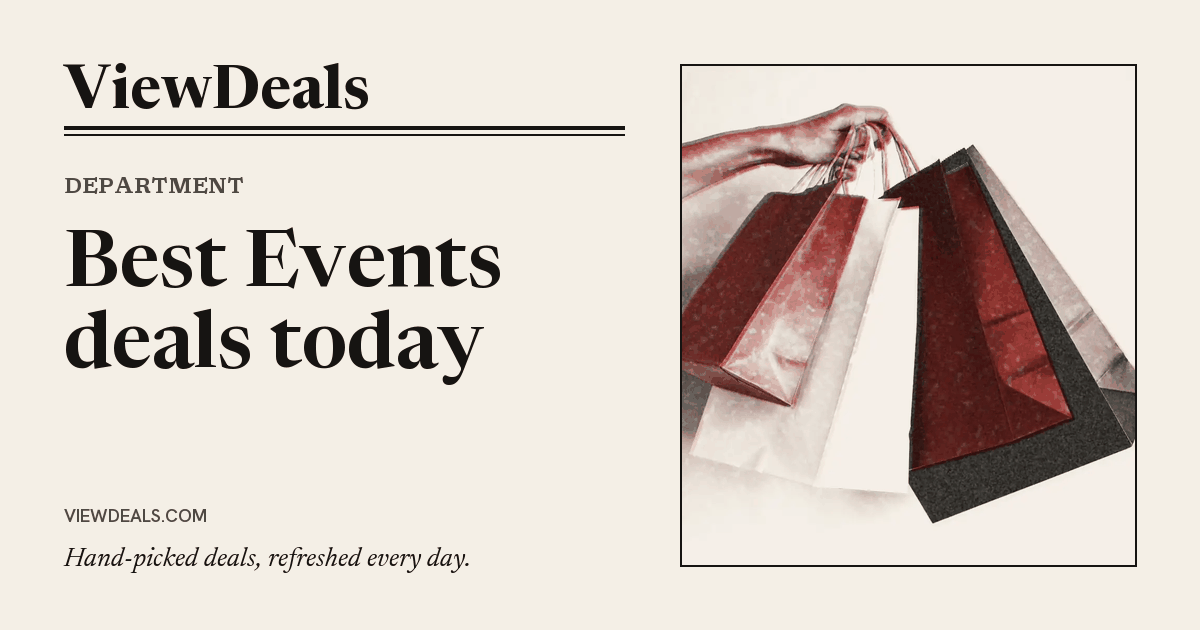 ViewDeals
DEPARTMENT
Best Events
deals today
VIEWDEALS.COM
Hand-picked deals, refreshed every day.